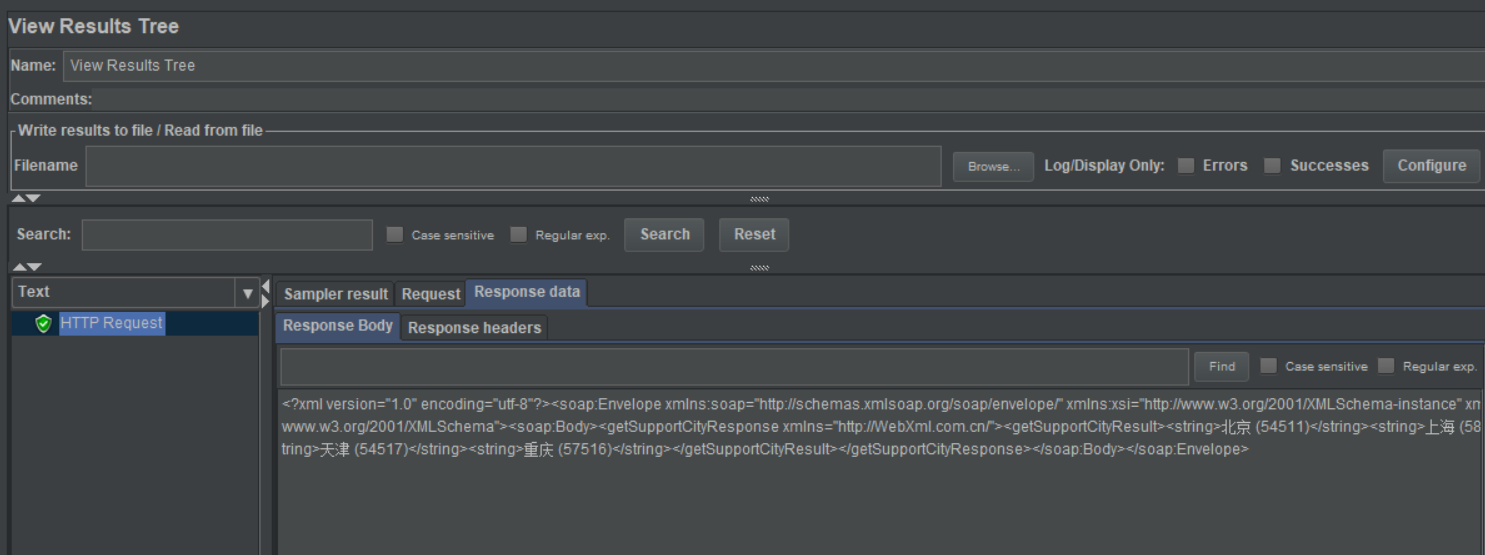 View Results Tree
Name: View Results Tree
Comments:
Write results to file / Read from file
Filename Browse... Log/Display Only: Errors Successes Configure
Search: Case sensitive Regular exp. Search Reset
Text Sampler result Request Response data
HTTP Request Response Body Response headers
Find Case sensitive Regular exp.
<?xml version="1.0" encoding="utf-8"?><soap:Envelope xmlns:soap="http://schemas.xmlsoap.org/soap/envelope/" xmlns:xsi="http://www.w3.org/2001/XMLSchema-instance" xm
www.w3.org/2001/XMLSchema"><soap:Body><getSupportCityResponse xmlns="http://WebXml.com.cn/"><getSupportCityResult><string>北京 (54511)</string><string>上海 (58
tring>天津 (54517)</string><string>重庆 (57516)</string></getSupportCityResult></getSupportCityResponse></soap:Body></soap:Envelope>